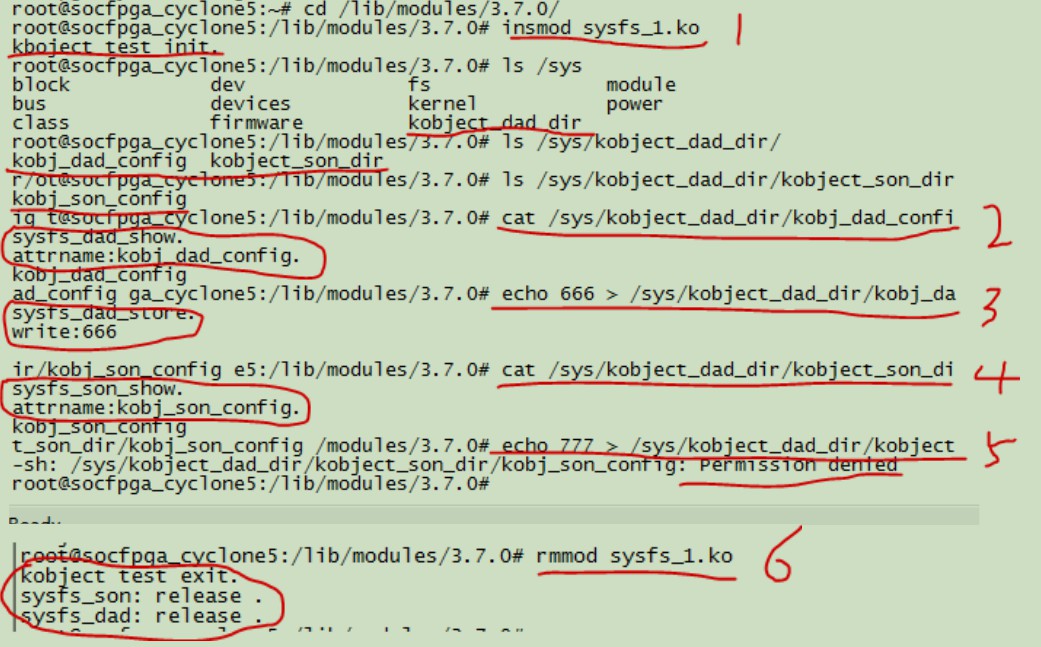 root@socfpga_cyclone5:~# cd /lib/modules/3.7.0/
root@socfpga_cyclone5:/lib/modules/3.7.0# insmod sysfs_1.ko 1
kboject test init.
root@socfpga_cyclone5:/lib/modules/3.7.0# ls /sys
block dev fs module
bus devices kernel power
class firmware kobject_dad_dir
root@socfpga_cyclone5:/lib/modules/3.7.0# ls /sys/kobject_dad_dir/
kobj_dad_config kobject_son_dir
r/ot@socfpga_cyclone5:/lib/modules/3.7.0# ls /sys/kobject_dad_dir/kobject_son_dir
kobj_son_config
ig t@socfpga_cyclone5:/lib/modules/3.7.0# cat /sys/kobject_dad_dir/kobj_dad_confi 2
sysfs_dad_show.
attrname:kobj_dad_config.
kobj_dad_config
ad_config ga_cyclone5:/lib/modules/3.7.0# echo 666 > /sys/kobject_dad_dir/kobj_da 3
sysfs_dad_store.
write:666
ir/kobj_son_config e5:/lib/modules/3.7.0# cat /sys/kobject_dad_dir/kobject_son_di 4
sysfs_son_show.
attrname:kobj_son_config.
kobj_son_config
t_son_dir/kobj_son_config /modules/3.7.0# echo 777 > /sys/kobject_dad_dir/kobject 5
-sh: /sys/kobject_dad_dir/kobject_son_dir/kobj_son_config: Permission denied
root@socfpga_cyclone5:/lib/modules/3.7.0#
root@socfpga_cyclone5:/lib/modules/3.7.0# rmmod sysfs_1.ko 6
kobject test exit.
sysfs_son: release .
sysfs_dad: release .